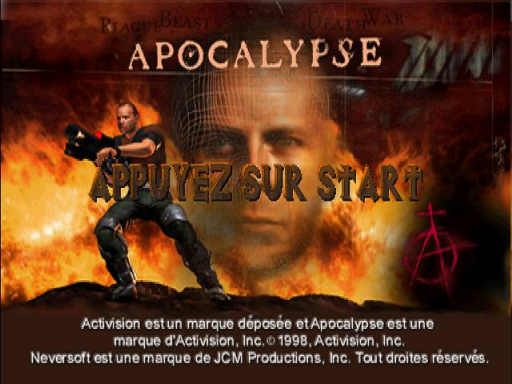 PLAGUE BEAST DEATH WAR
APOCALYPSE
APPUYEZ SUR START
Activision est un marque déposée et Apocalypse est une
marque d'Activision, Inc. © 1998, Activision, Inc.
Neversoft est une marque de JCM Productions, Inc. Tout droites réservés.